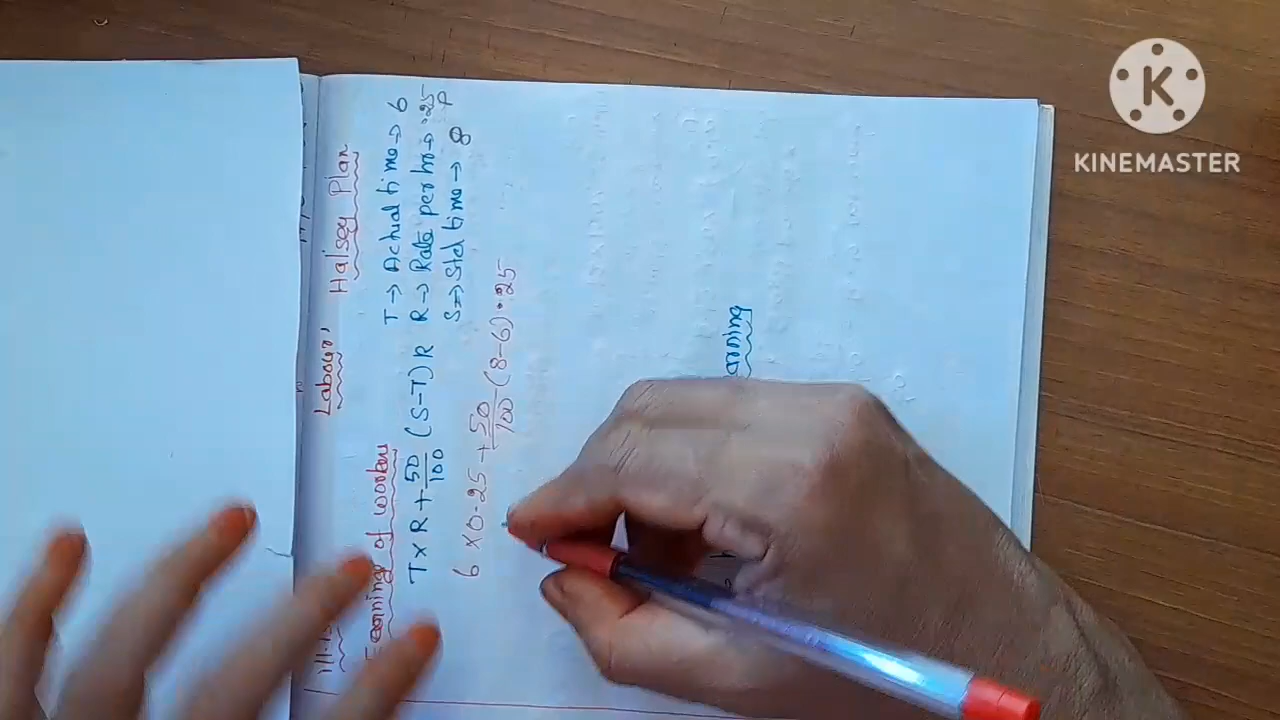 Labour,
Halsey Plan
Earning of worker
T × R + 50/100 (S-T) R
T → Actual time → 6
R → Rate per hr → .25 P
S → Std time → 8
6 × 0.25 + 50/100 (8-6) .25
KINEMASTER